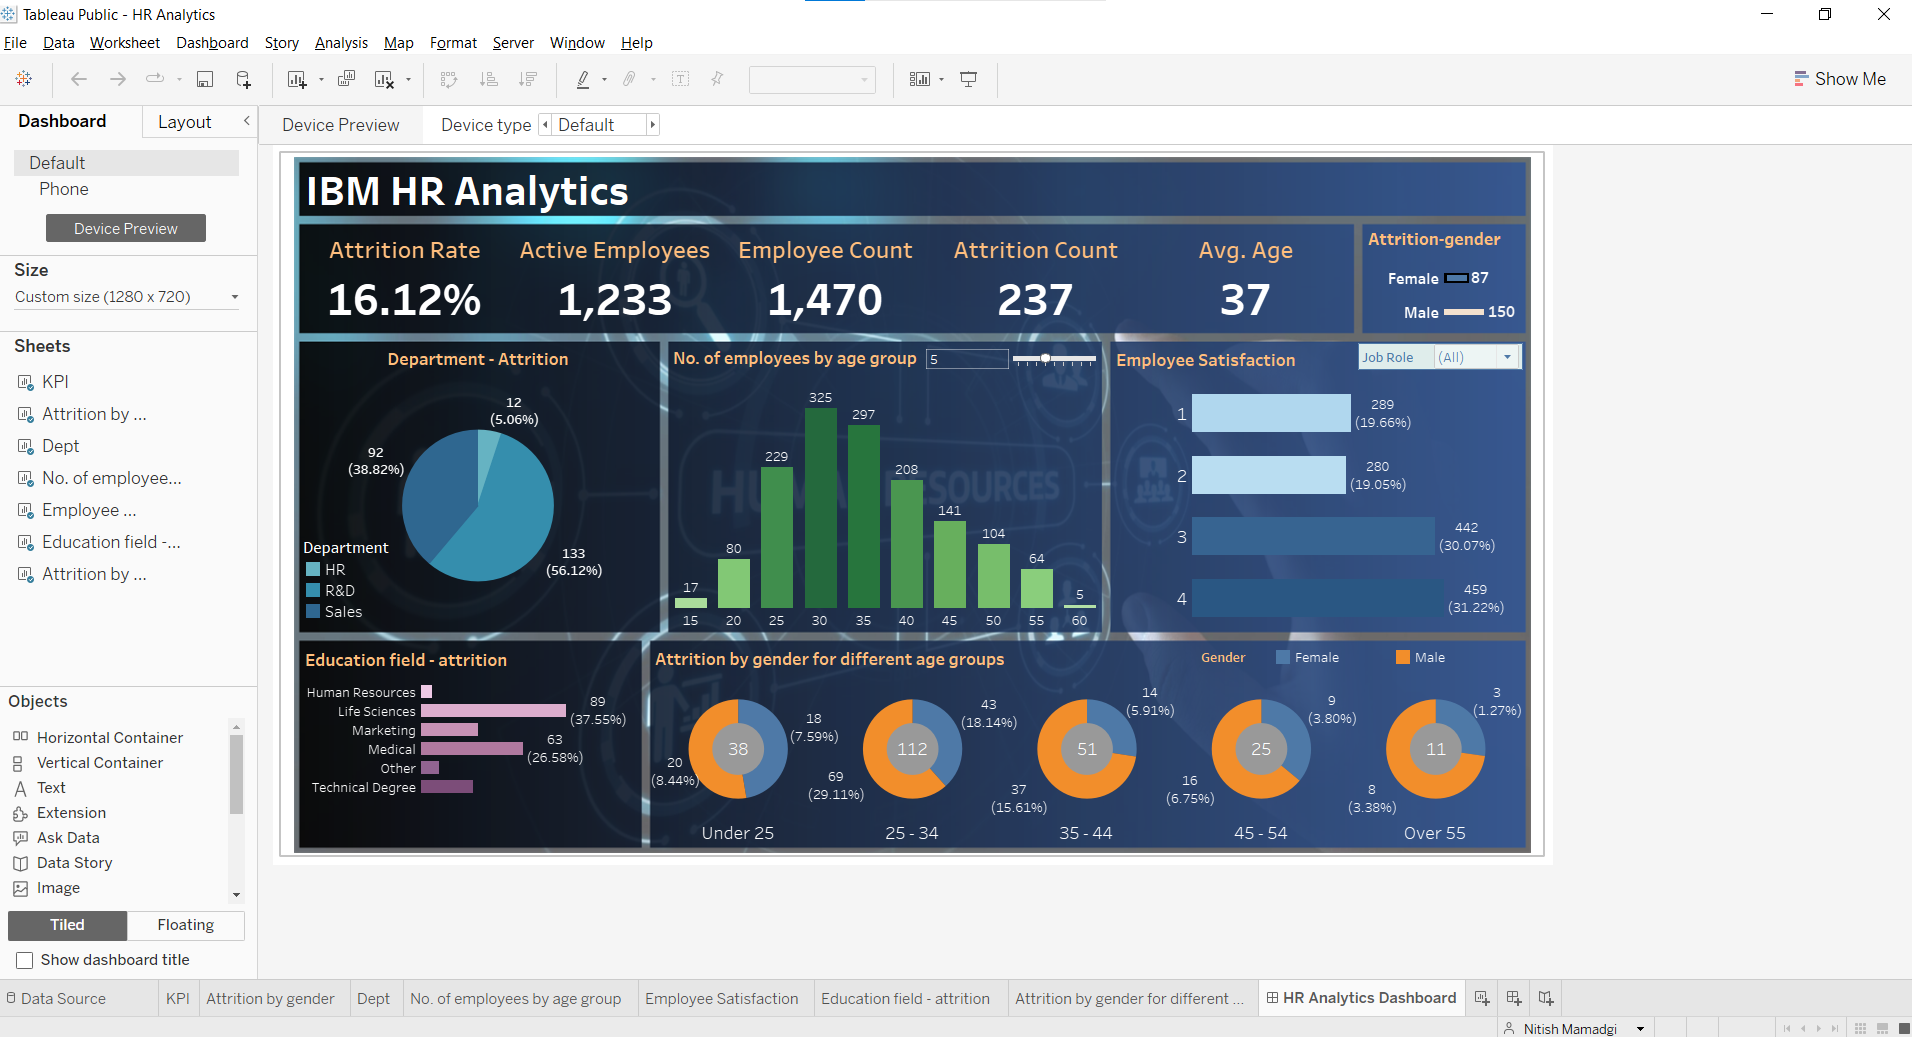 Tableau Public - HR Analytics
File Data Worksheet Dashboard Story Analysis Map Format Server Window Help
Show Me
Dashboard Layout
Device Preview Device type Default
Default
Phone
Device Preview
Size
Custom size (1280 x 720)
Sheets
KPI
Attrition by ...
Dept
No. of employee...
Employee ...
Education field -...
Attrition by ...
Objects
Horizontal Container
Vertical Container
Text
Extension
Ask Data
Data Story
Image
Tiled Floating
Show dashboard title
IBM HR Analytics
Attrition Rate Active Employees Employee Count Attrition Count Avg. Age
16.12% 1,233 1,470 237 37
Attrition-gender
Female 87
Male 150
Department - Attrition
12
(5.06%)
92
(38.82%)
133
(56.12%)
Department
HR
R&D
Sales
No. of employees by age group 5
17 80 229 325 297 208 141 104 64 5
15 20 25 30 35 40 45 50 55 60
HUMAN RESOURCES
Employee Satisfaction Job Role (All)
1 289
(19.66%)
2 280
(19.05%)
3 442
(30.07%)
4 459
(31.22%)
Education field - attrition
Human Resources
Life Sciences 89
(37.55%)
Marketing
Medical 63
(26.58%)
Other
Technical Degree
Attrition by gender for different age groups Gender Female Male
38
18
(7.59%)
20
(8.44%)
Under 25
112
43
(18.14%)
69
(29.11%)
25 - 34
51
14
(5.91%)
37
(15.61%)
35 - 44
25
9
(3.80%)
16
(6.75%)
45 - 54
11
3
(1.27%)
8
(3.38%)
Over 55
Data Source KPI Attrition by gender Dept No. of employees by age group Employee Satisfaction Education field - attrition Attrition by gender for different ... HR Analytics Dashboard
Nitish Mamadgi